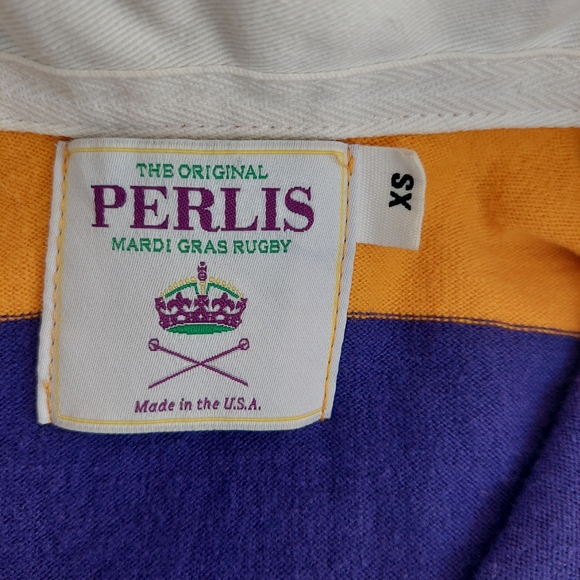 THE ORIGINAL
PERLIS
MARDI GRAS RUGBY
Made in the U.S.A.
XS